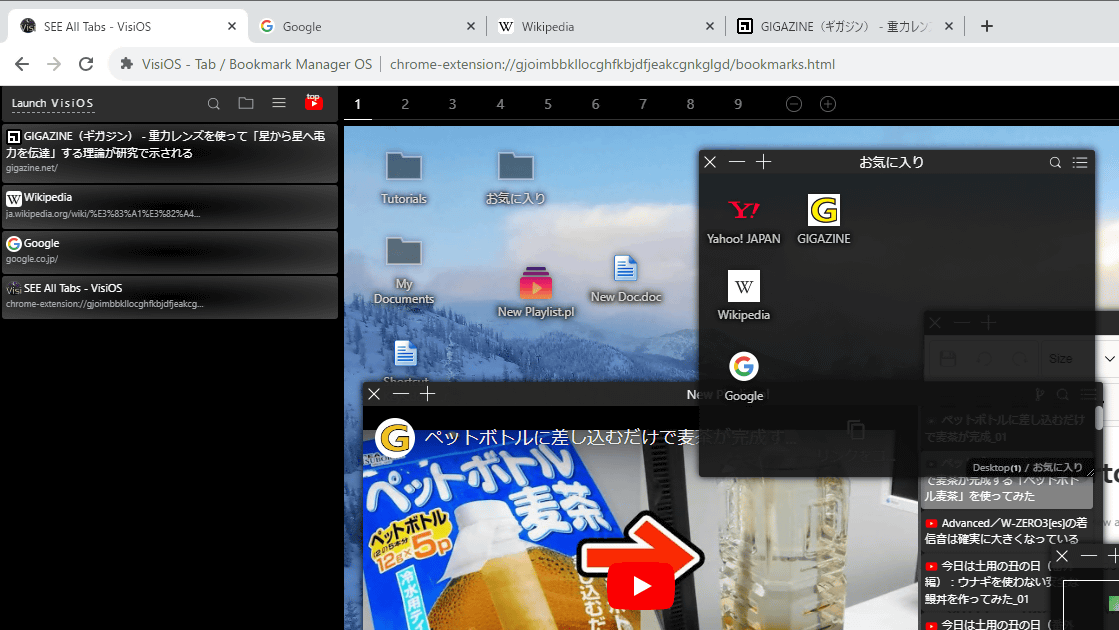 SEE All Tabs - VisiOS
Google
Wikipedia
GIGAZINE（ギガジン） - 重力レン
VisiOS - Tab / Bookmark Manager OS
chrome-extension://gjoimbbkllocghfkbjdfjeakcgnkglgd/bookmarks.html
Launch VisiOS
top
1 2 3 4 5 6 7 8 9
GIGAZINE（ギガジン） - 重力レンズを使って「星から星へ電
力を伝達」する理論が研究で示される
gigazine.net/
Wikipedia
ja.wikipedia.org/wiki/%E3%83%A1%E3%82%A4...
Google
google.co.jp/
SEE All Tabs - VisiOS
chrome-extension://gjoimbbkllocghfkbjdfjeakcg...
Tutorials
お気に入り
My
Documents
New Playlist.pl
New Doc.doc
Shortcut
お気に入り
Yahoo! JAPAN
GIGAZINE
Wikipedia
Google
Size
New
ペットボトルに差し込むだけで麦茶が完成す
ペットボトル
麦茶
ペットボトル
12g×5p
冷水用テ
ペットボトルに差し込むだけ
で麦茶が完成_01
Desktop(1) / お気に入り
で麦茶が完成する「ペットボト
ル麦茶」を使ってみた
Advanced／W-ZERO3[es]の着
信音は確実に大きくなっている
今日は土用の丑の日
編）：ウナギを使わない
鰻丼を作ってみた_01
今日は土用の丑の日